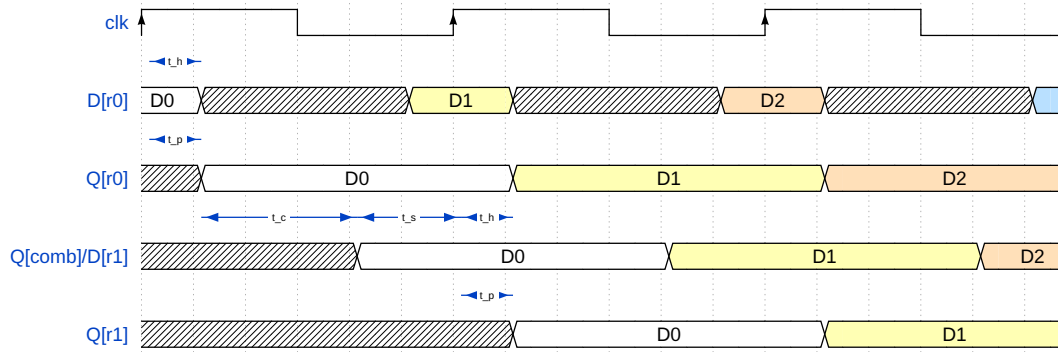 clk
t_h
D[r0] D0 D1 D2
t_p
Q[r0] D0 D1 D2
t_c t_s t_h
Q[comb]/D[r1] D0 D1 D2
t_p
Q[r1] D0 D1